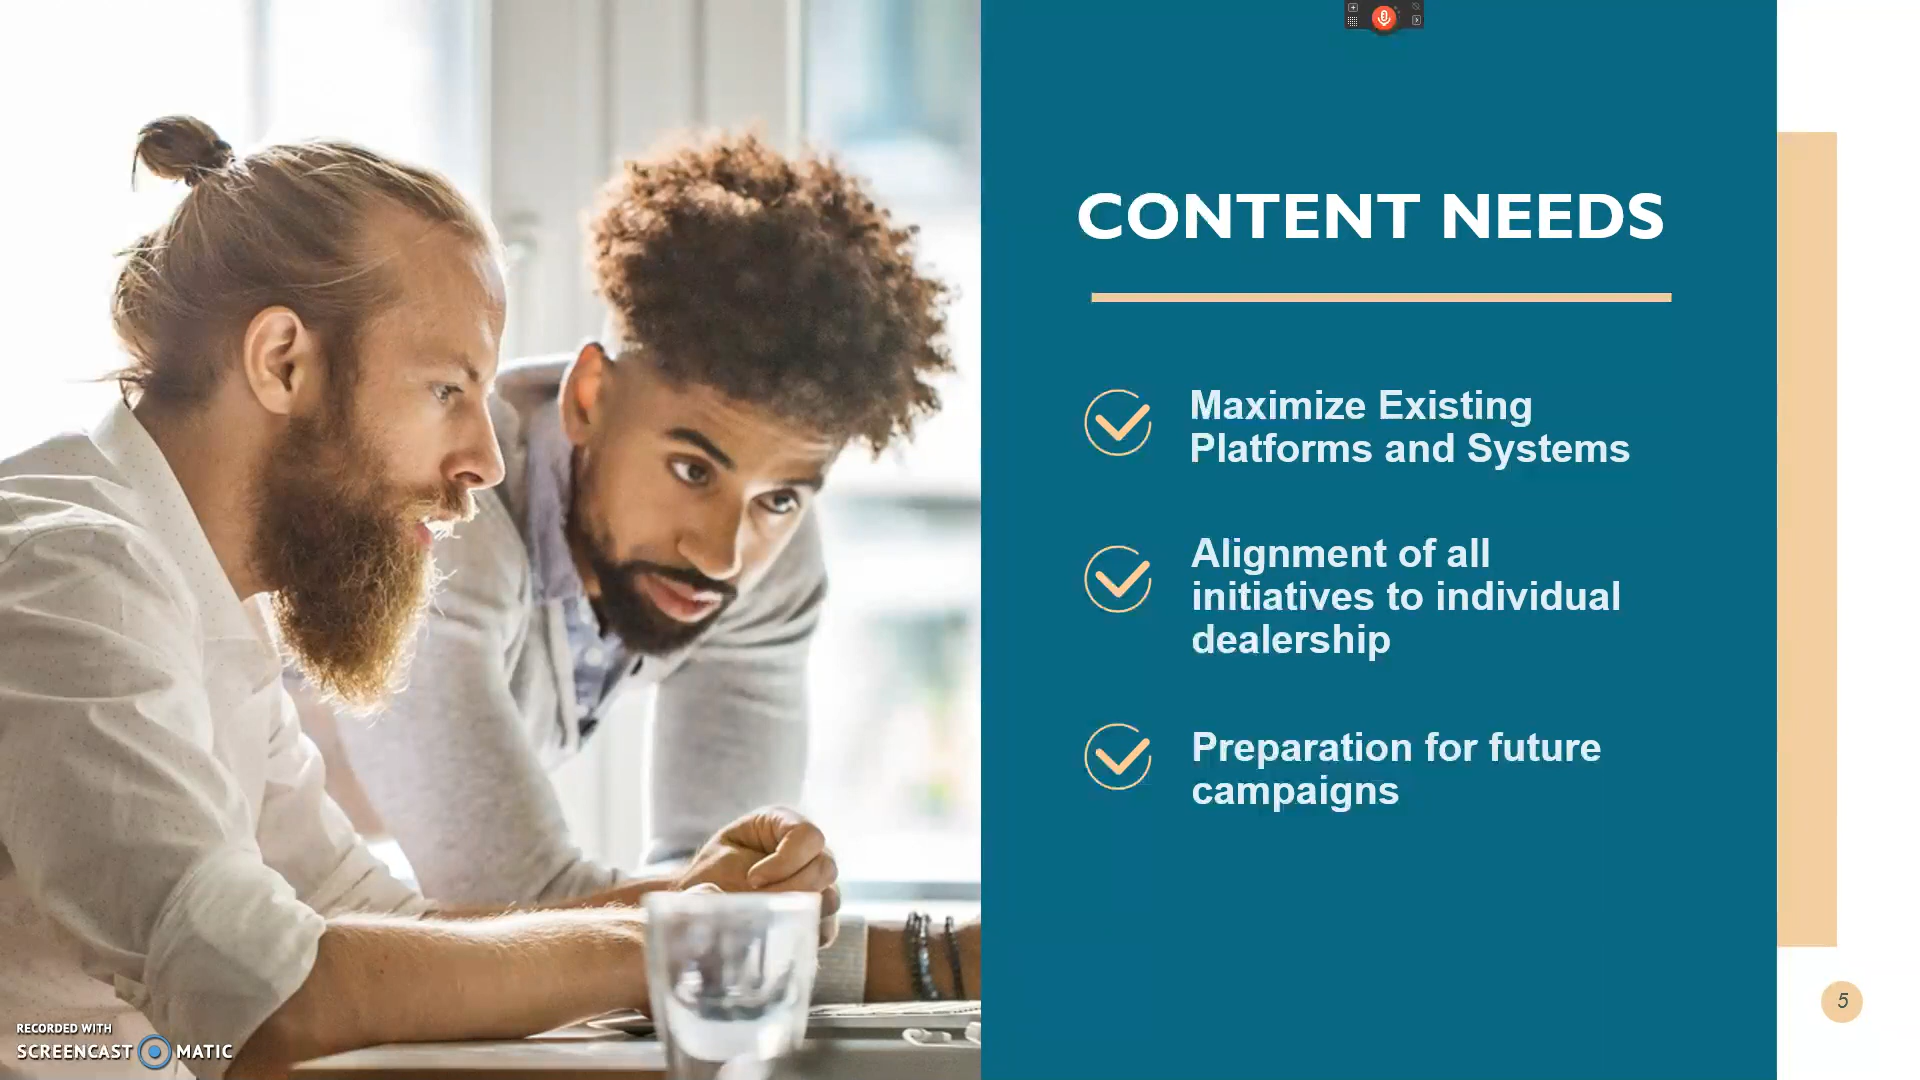 CONTENT NEEDS
Maximize Existing
Platforms and Systems
Alignment of all
initiatives to individual
dealership
Preparation for future
campaigns
5
RECORDED WITH
SCREENCAST MATIC